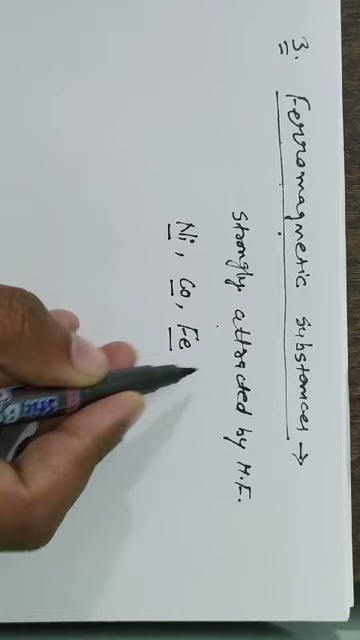 3. Ferromagnetic substances →
Strongly attracted by M.F.
Ni, Co, Fe